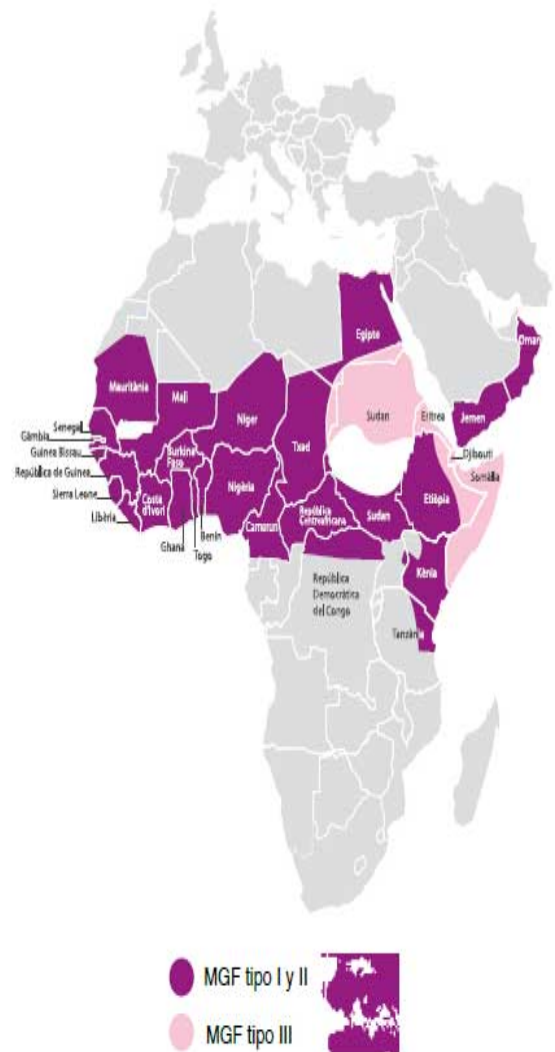 Egipte
Oman
Mauritània
Mali
Níger
Txad
Sudan
Eritrea
Jemen
Senegal
Gàmbia
Guinea Bissau
República de Guinea
Sierra Leone
Libèria
Burkina
Faso
Costa
d'Ivori
Ghana
Togo
Benín
Nigèria
Camerun
República
Centreafricana
Sudan
Etiòpia
Djibouti
Somàlia
Kènia
República
Democràtica
del Congo
Tanzània
MGF tipo I y II
MGF tipo III